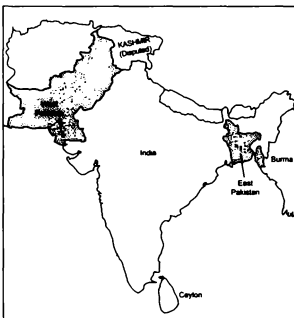 KASHMIR
(Disputed)
India
Burma
East
Pakistan
Ceylon